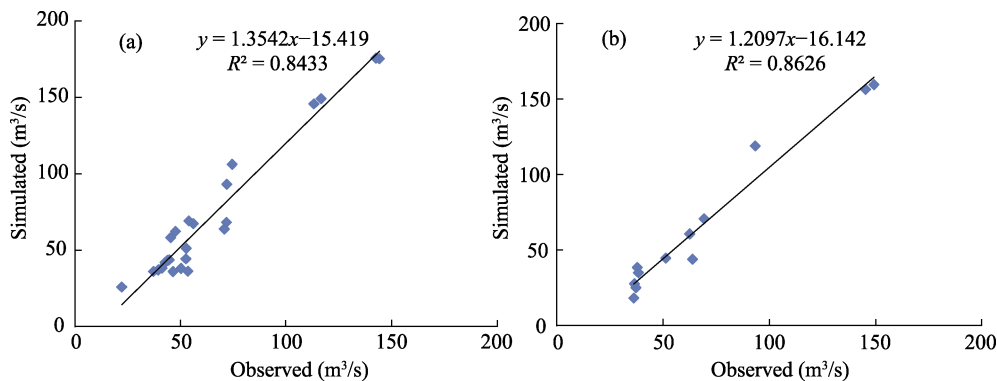 (a)
y = 1.3542x−15.419
R² = 0.8433
Simulated (m³/s)
200
150
100
50
0
0 50 100 150 200
Observed (m³/s)
(b)
y = 1.2097x−16.142
R² = 0.8626
Simulated (m³/s)
200
150
100
50
0
0 50 100 150 200
Observed (m³/s)